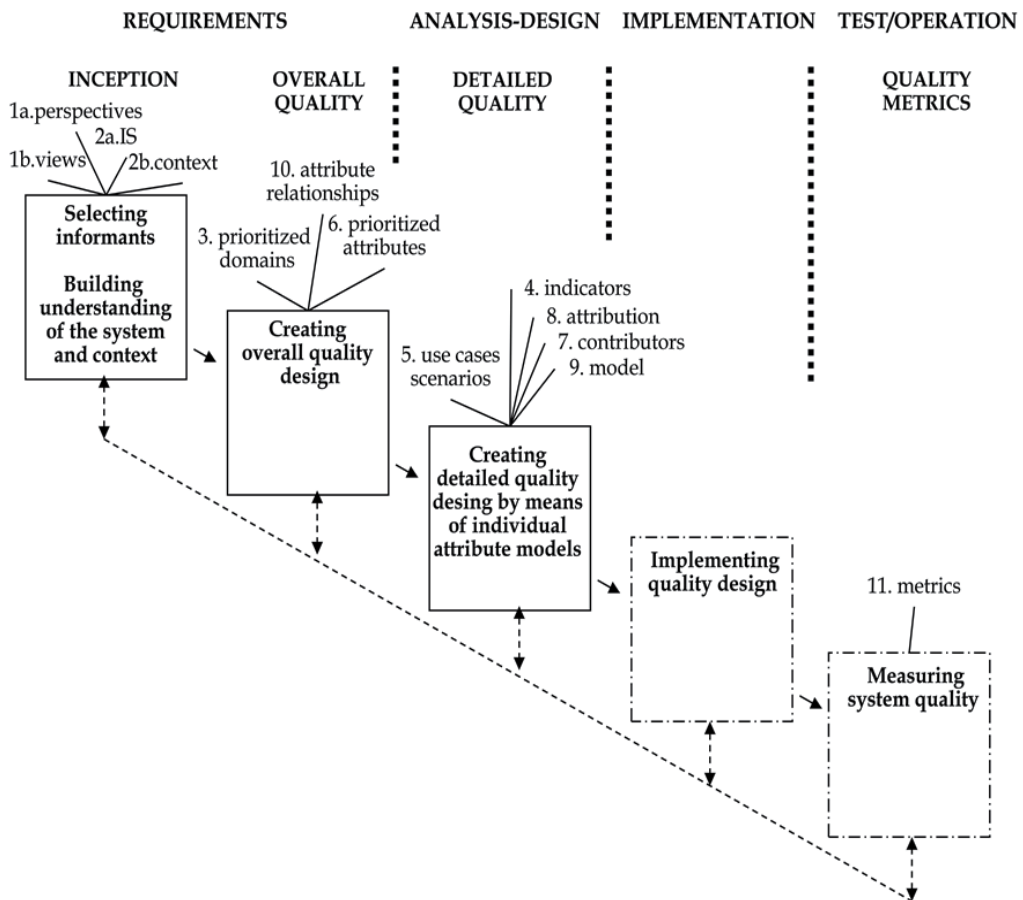 REQUIREMENTS
ANALYSIS-DESIGN
IMPLEMENTATION
TEST/OPERATION
INCEPTION
OVERALL
QUALITY
DETAILED
QUALITY
QUALITY
METRICS
1a.perspectives
2a.IS
1b.views
2b.context
Selecting
informants
Building
understanding
of the system
and context
10. attribute
relationships
3. prioritized
domains
6. prioritized
attributes
Creating
overall quality
design
4. indicators
8. attribution
7. contributors
9. model
5. use cases
scenarios
Creating
detailed quality
desing by means
of individual
attribute models
Implementing
quality design
11. metrics
Measuring
system quality